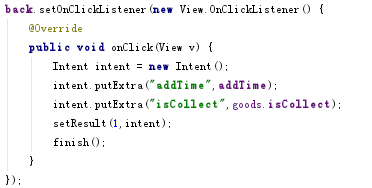 back.setOnClickListener(new View.OnClickListener() {
    @Override
    public void onClick(View v) {
        Intent intent = new Intent();
        intent.putExtra("addTime",addTime);
        intent.putExtra("isCollect",goods.isCollect);
        setResult(1,intent);
        finish();
    }
});